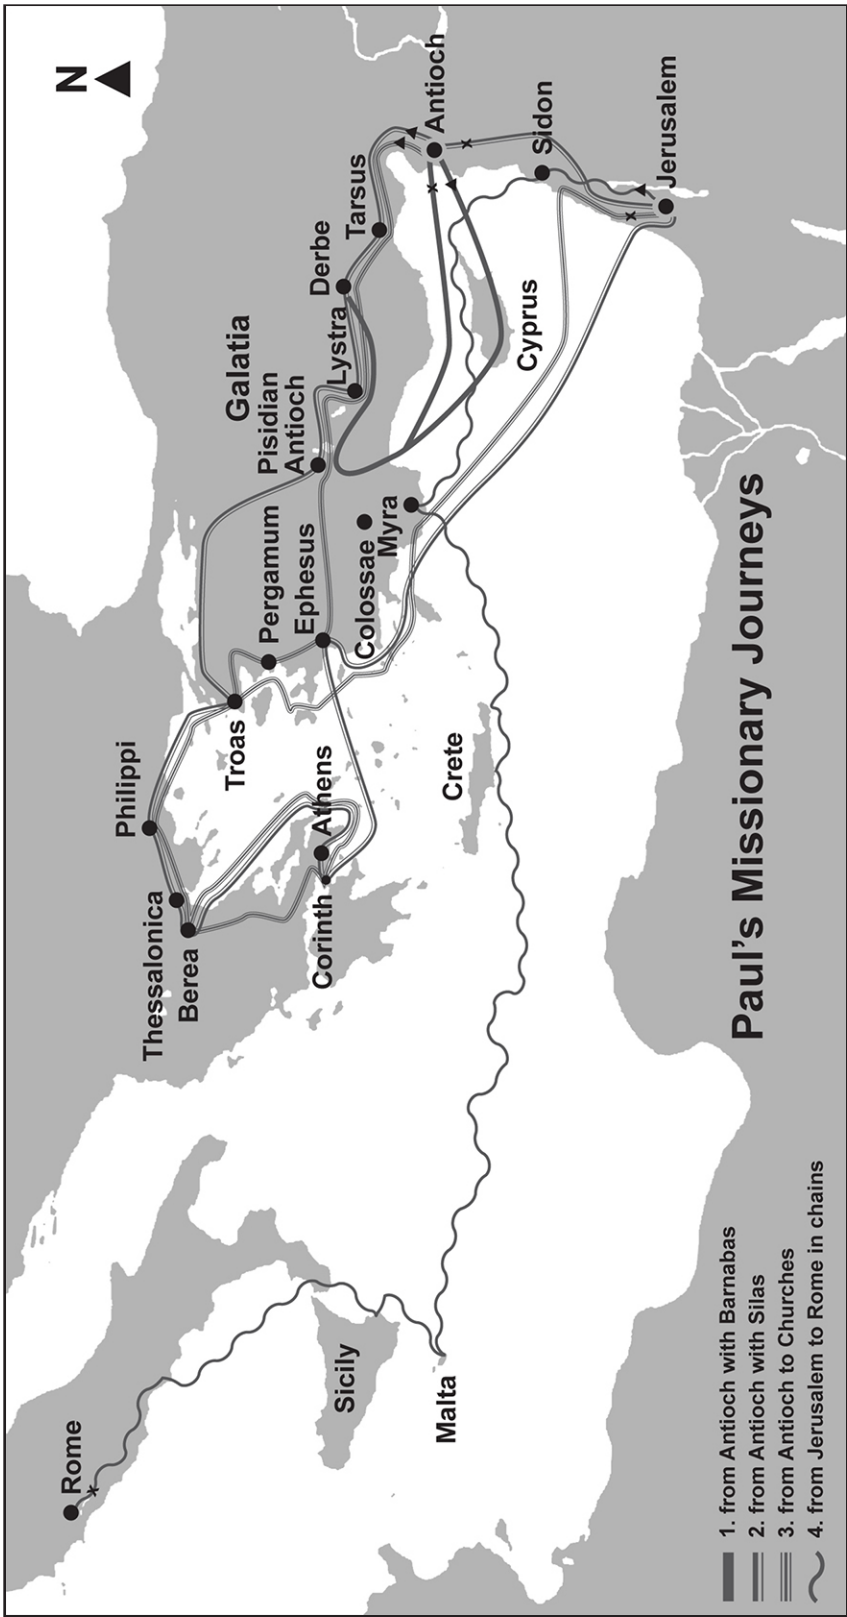 N
Rome
Sicily
Malta
Thessalonica
Berea
Philippi
Corinth
Athens
Crete
Troas
Pergamum
Ephesus
Colossae
Myra
Galatia
Pisidian
Antioch
Lystra
Derbe
Tarsus
Antioch
Cyprus
Sidon
Jerusalem
Paul's Missionary Journeys
1. from Antioch with Barnabas
2. from Antioch with Silas
3. from Antioch to Churches
4. from Jerusalem to Rome in chains